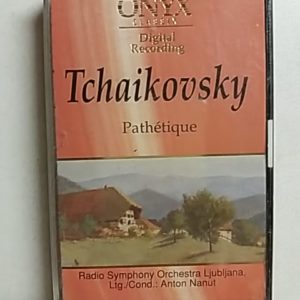 ONYX
CLASSIX
Digital
Recording
Tchaikovsky
Pathétique
Radio Symphony Orchestra Ljubljana,
Ltg./Cond.: Anton Nanut